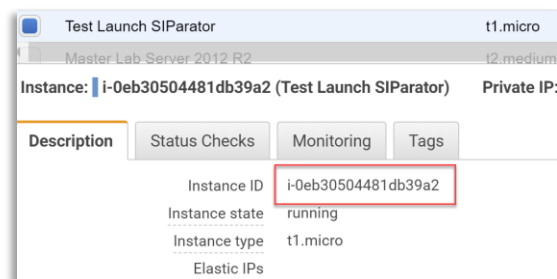 Test Launch SIParator t1.micro
Master Lab Server 2012 R2 t2.medium
Instance: i-0eb30504481db39a2 (Test Launch SIParator) Private IP:
Description Status Checks Monitoring Tags
Instance ID i-0eb30504481db39a2
Instance state running
Instance type t1.micro
Elastic IPs